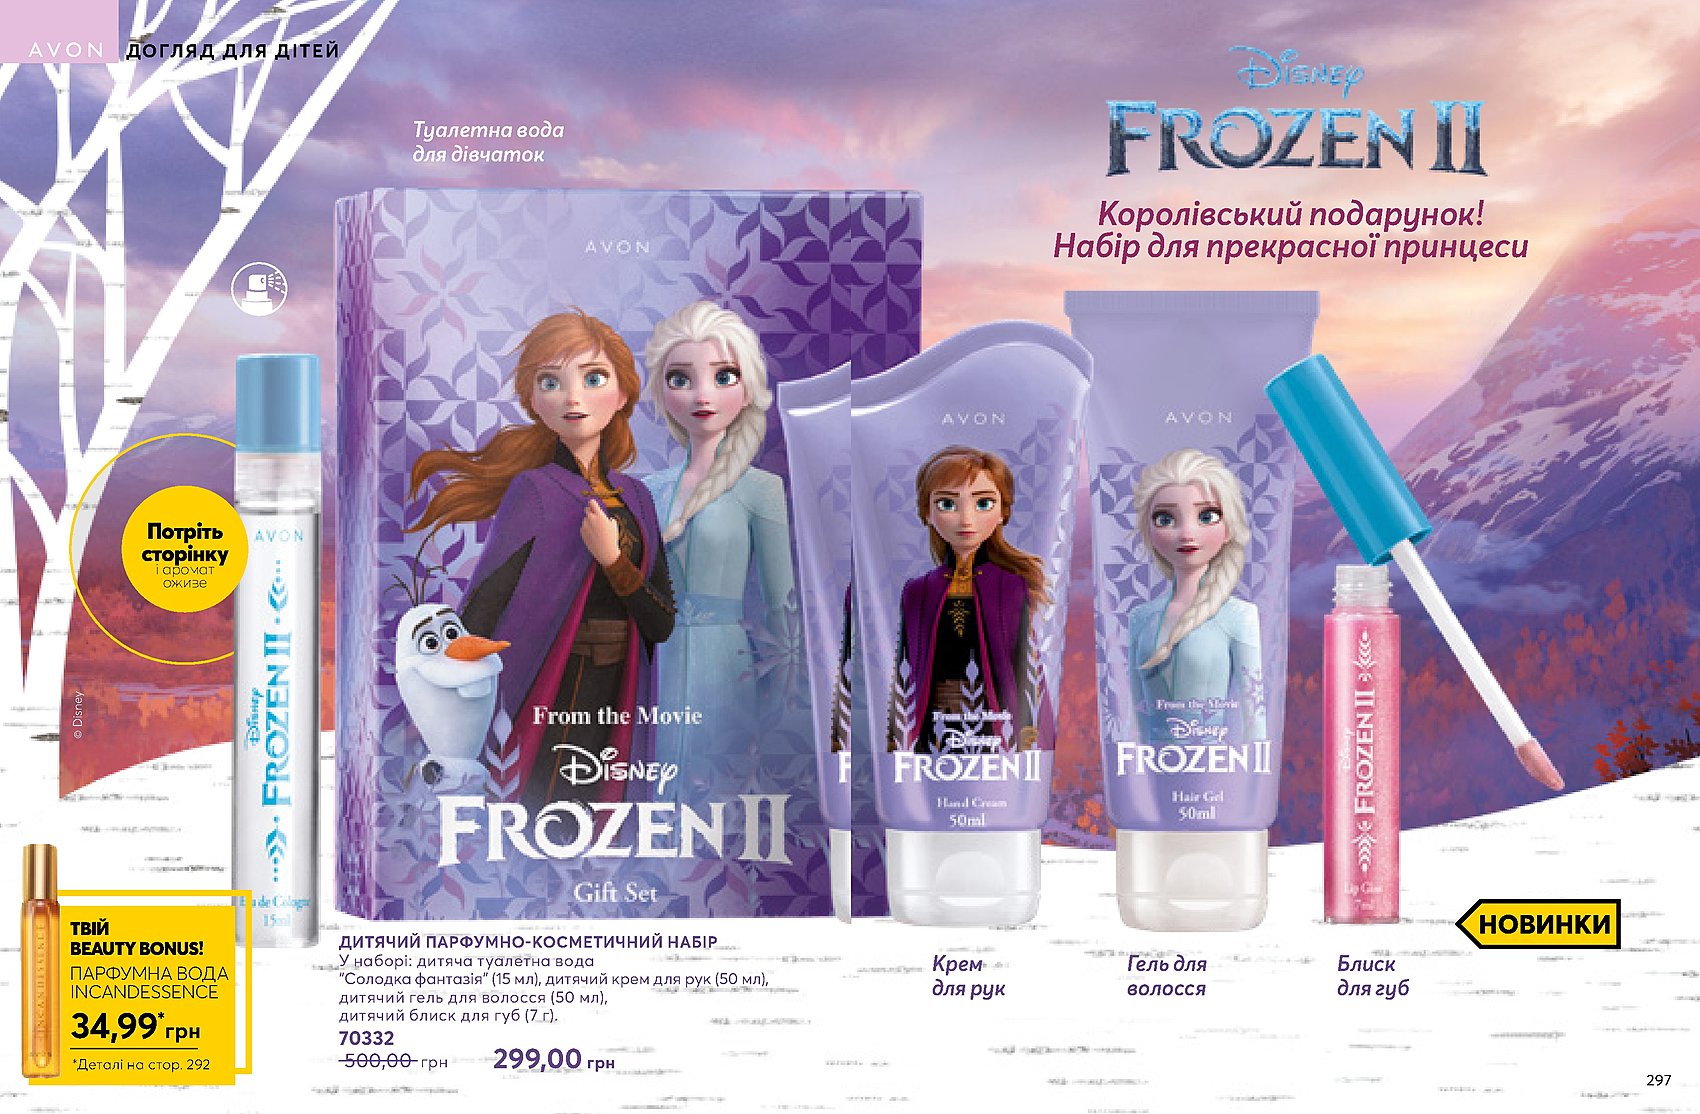 AVON
ДОГЛЯД ДЛЯ ДІТЕЙ
Туалетна вода
для дівчаток
Disney
FROZEN II
Королівський подарунок!
Набір для прекрасної принцеси
Потріть
сторінку
і аромат
оживе
© Disney
AVON
Disney
FROZEN II
Eau de Cologne
15ml
AVON
From the Movie
Disney
FROZEN II
Gift Set
AVON
From the Movie
Disney
FROZEN II
Hand Cream
50ml
AVON
From the Movie
Disney
FROZEN II
Hair Gel
50ml
Disney
FROZEN II
Lip Gloss
7ml
НОВИНКИ
Крем
для рук
Гель для
волосся
Блиск
для губ
ДИТЯЧИЙ ПАРФУМНО-КОСМЕТИЧНИЙ НАБІР
У наборі: дитяча туалетна вода
"Солодка фантазія" (15 мл), дитячий крем для рук (50 мл),
дитячий гель для волосся (50 мл),
дитячий блиск для губ (7 г).
70332
500,00 грн 299,00 грн
ТВІЙ
BEAUTY BONUS!
ПАРФУМНА ВОДА
INCANDESSENCE
34,99* грн
*Деталі на стор. 292
297